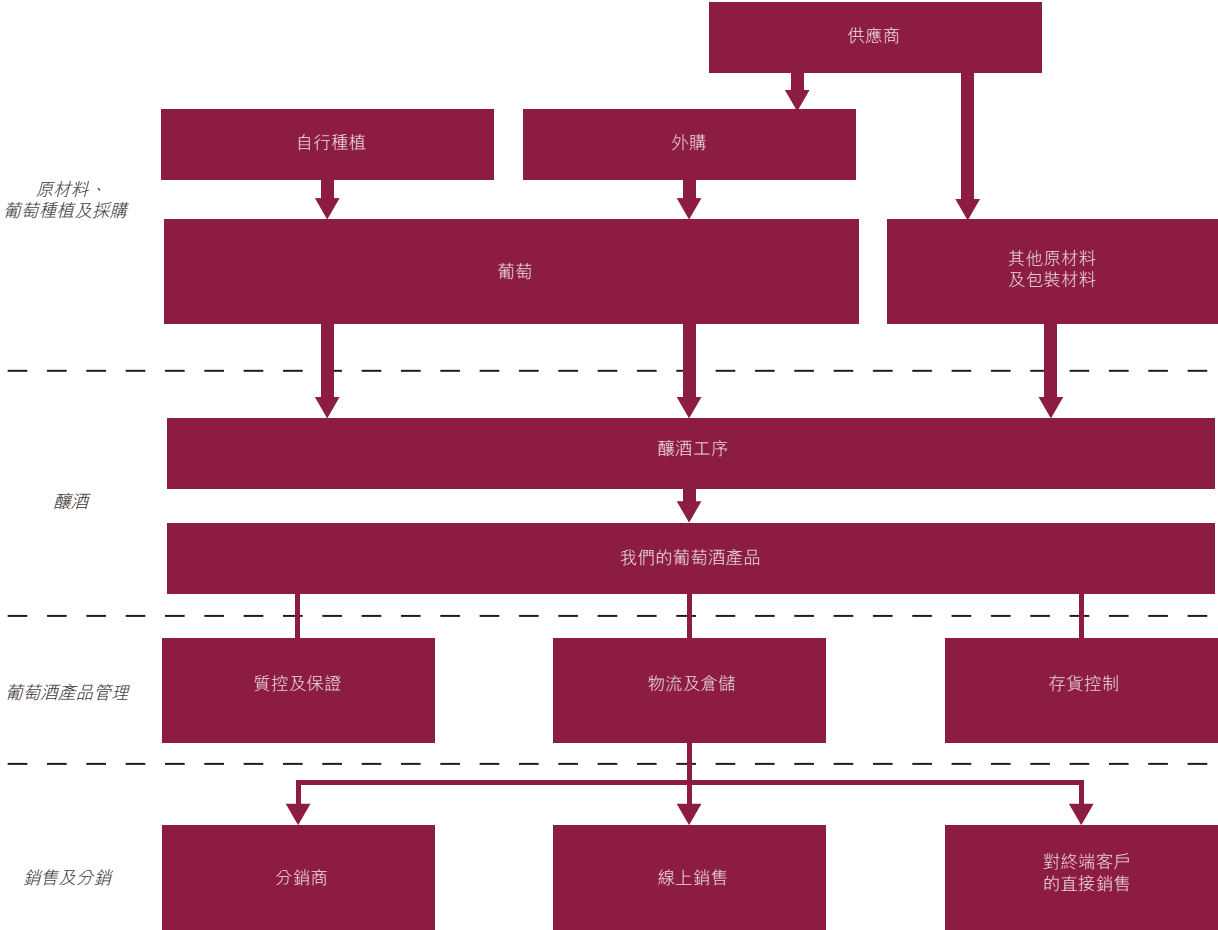 供應商
自行種植
外購
原材料、
葡萄種植及採購
葡萄
其他原材料
及包裝材料
釀酒工序
釀酒
我們的葡萄酒產品
葡萄酒產品管理
質控及保證
物流及倉儲
存貨控制
銷售及分銷
分銷商
線上銷售
對終端客戶
的直接銷售